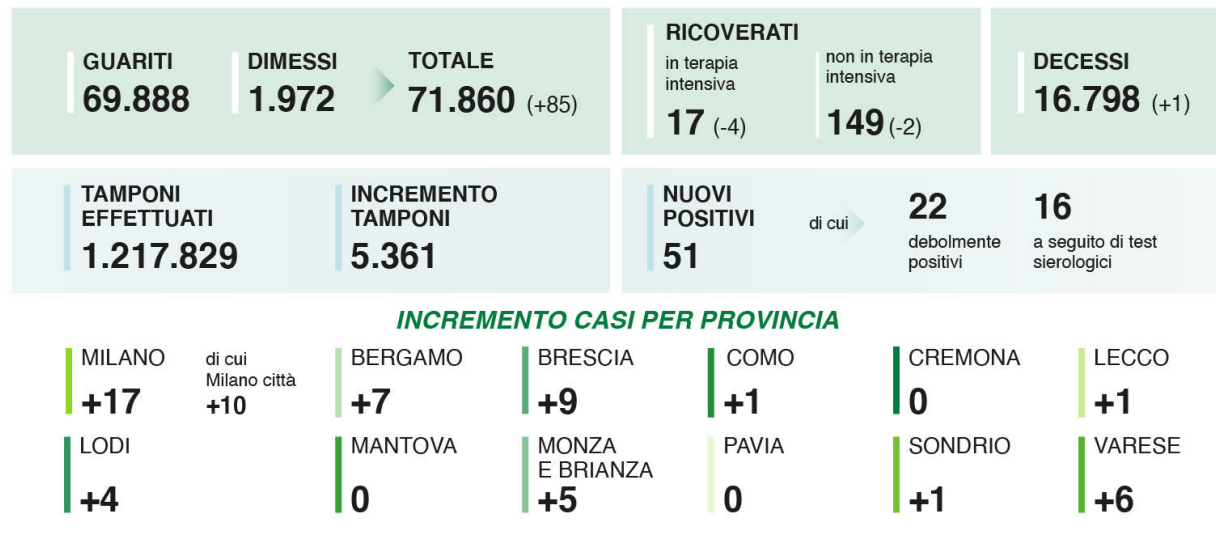 GUARITI
69.888
DIMESSI
1.972
TOTALE
71.860 (+85)
RICOVERATI
in terapia
intensiva
17 (-4)
non in terapia
intensiva
149 (-2)
DECESSI
16.798 (+1)
TAMPONI
EFFETTUATI
1.217.829
INCREMENTO
TAMPONI
5.361
NUOVI
POSITIVI
51
di cui
22
debolmente
positivi
16
a seguito di test
sierologici
INCREMENTO CASI PER PROVINCIA
MILANO
+17
di cui
Milano città
+10
BERGAMO
+7
BRESCIA
+9
COMO
+1
CREMONA
0
LECCO
+1
LODI
+4
MANTOVA
0
MONZA
E BRIANZA
+5
PAVIA
0
SONDRIO
+1
VARESE
+6